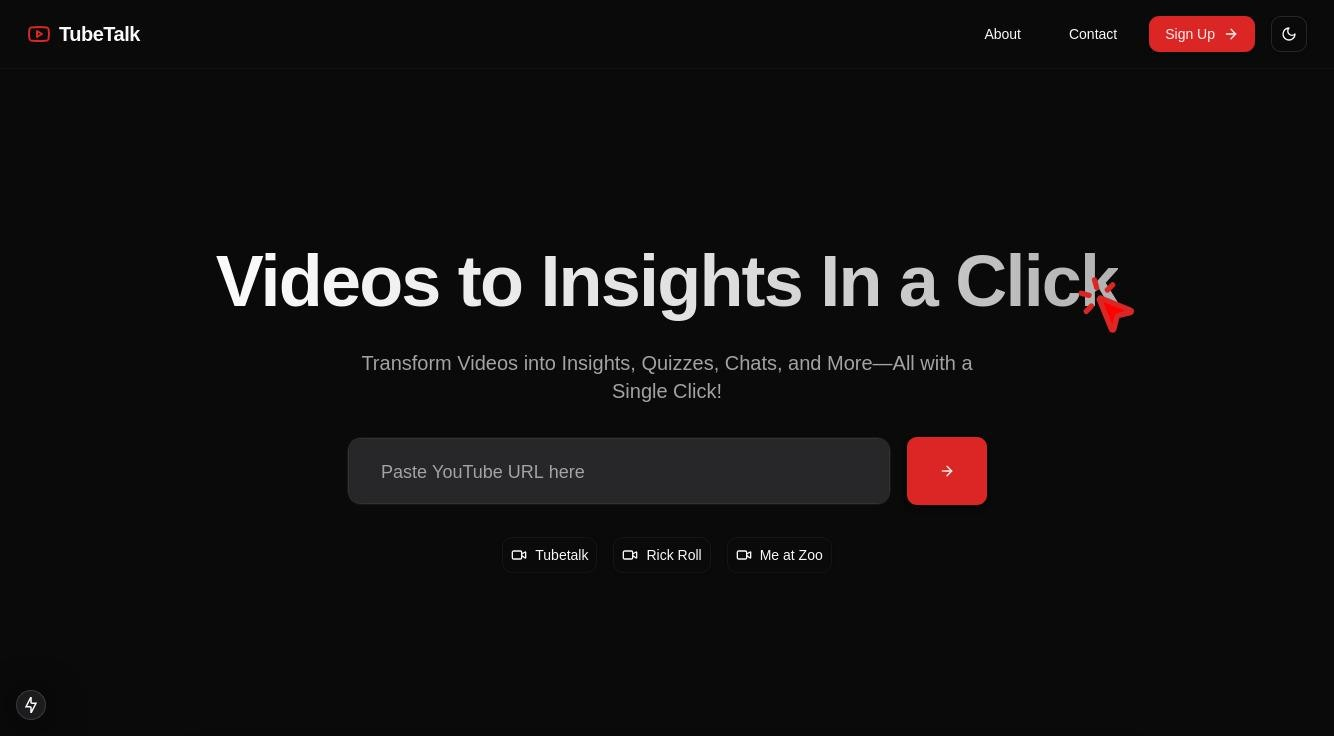 TubeTalk
About
Contact
Sign Up
Videos to Insights In a Click
Transform Videos into Insights, Quizzes, Chats, and More—All with a
Single Click!
Paste YouTube URL here
Tubetalk
Rick Roll
Me at Zoo